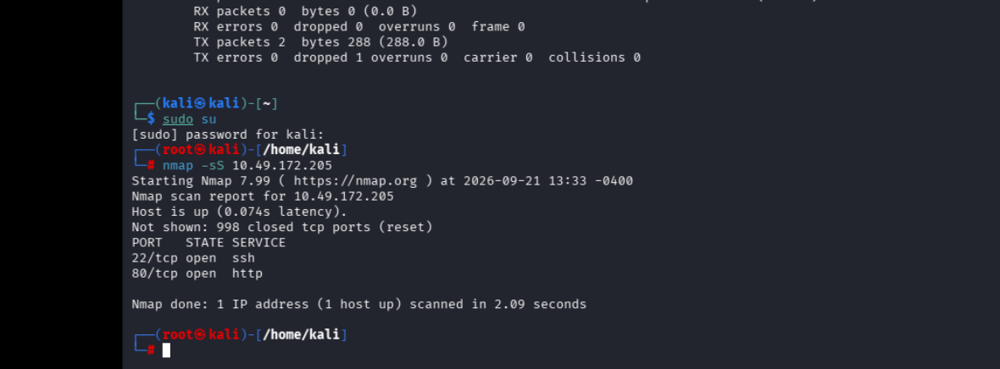 RX packets 0  bytes 0 (0.0 B)
RX errors 0  dropped 0  overruns 0  frame 0
TX packets 2  bytes 288 (288.0 B)
TX errors 0  dropped 1 overruns 0  carrier 0  collisions 0
┌──(kali㉿kali)-[~]
└─$ sudo su
[sudo] password for kali:
┌──(root㉿kali)-[/home/kali]
└─# nmap -sS 10.49.172.205
Starting Nmap 7.99 ( https://nmap.org ) at 2026-09-21 13:33 -0400
Nmap scan report for 10.49.172.205
Host is up (0.074s latency).
Not shown: 998 closed tcp ports (reset)
PORT   STATE SERVICE
22/tcp open  ssh
80/tcp open  http
Nmap done: 1 IP address (1 host up) scanned in 2.09 seconds
┌──(root㉿kali)-[/home/kali]
└─#